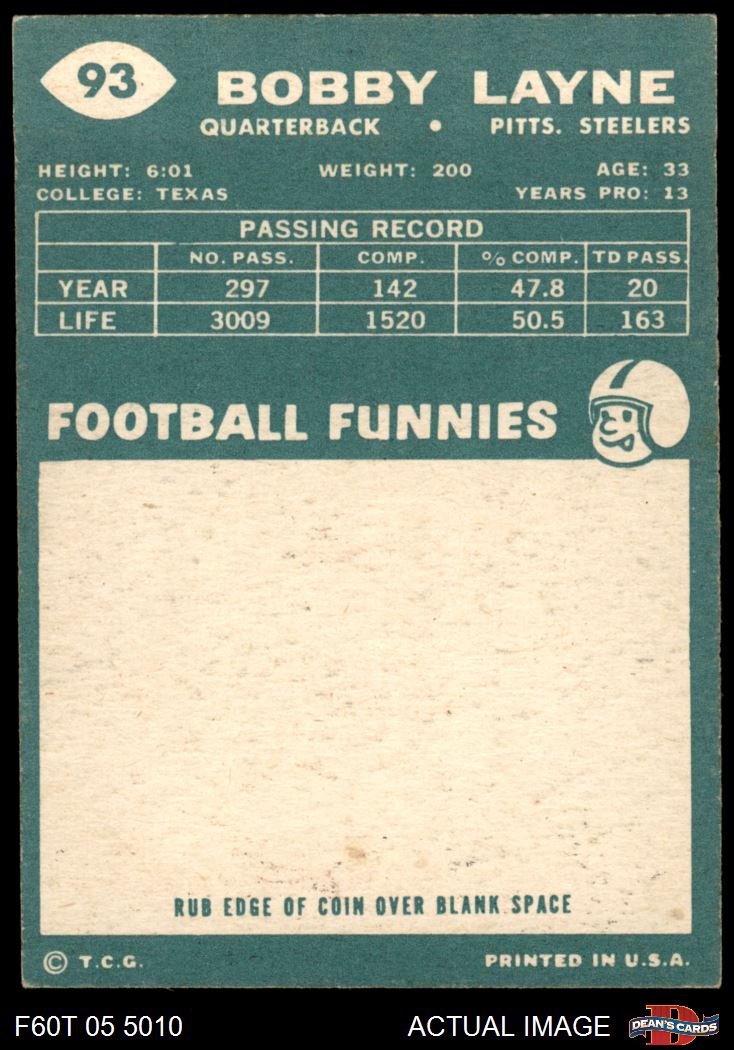 93
BOBBY LAYNE
QUARTERBACK • PITTS. STEELERS
HEIGHT: 6:01 WEIGHT: 200 AGE: 33
COLLEGE: TEXAS YEARS PRO: 13
PASSING RECORD
NO. PASS. COMP. % COMP. TD PASS.
YEAR 297 142 47.8 20
LIFE 3009 1520 50.5 163
FOOTBALL FUNNIES
RUB EDGE OF COIN OVER BLANK SPACE
© T.C.G. PRINTED IN U.S.A.
F60T 05 5010 ACTUAL IMAGE D DEAN'S CARDS